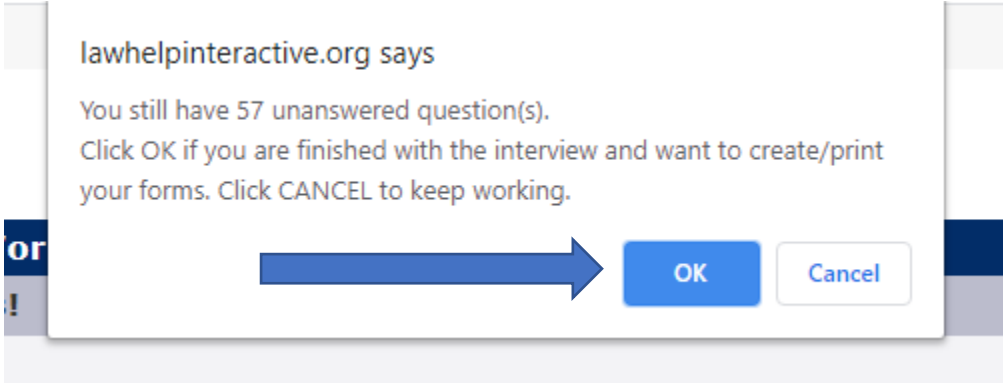 lawhelpinteractive.org says
You still have 57 unanswered question(s).
Click OK if you are finished with the interview and want to create/print
your forms. Click CANCEL to keep working.
or
!
OK
Cancel